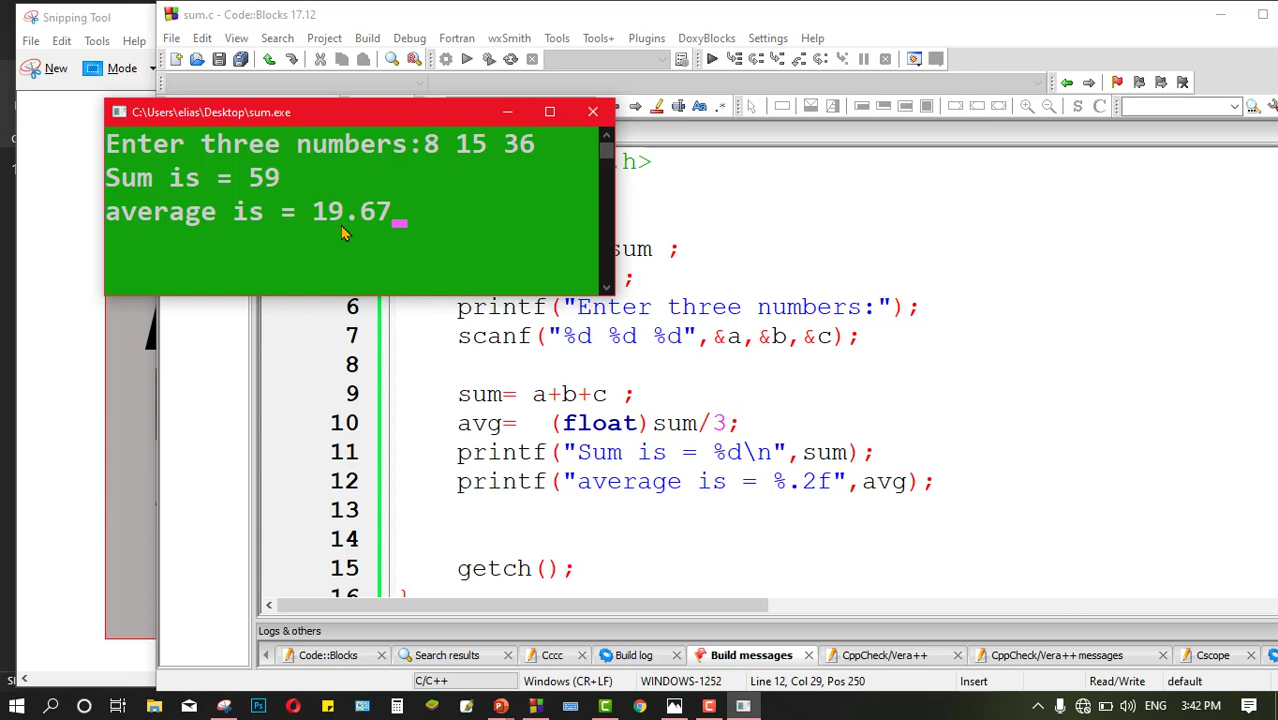 Snipping Tool
File Edit Tools Help
New Mode
sum.c - Code::Blocks 17.12
File Edit View Search Project Build Debug Fortran wxSmith Tools Tools+ Plugins DoxyBlocks Settings Help
C:\Users\elias\Desktop\sum.exe
Enter three numbers:8 15 36
Sum is = 59
average is = 19.67
.h>
sum ;
;
6 printf("Enter three numbers:");
7 scanf("%d %d %d",&a,&b,&c);
8
9 sum= a+b+c ;
10 avg= (float)sum/3;
11 printf("Sum is = %d\n",sum);
12 printf("average is = %.2f",avg);
13
14
15 getch();
16 }
Logs & others
Code::Blocks Search results Cccc Build log Build messages CppCheck/Vera++ CppCheck/Vera++ messages Cscope
C/C++ Windows (CR+LF) WINDOWS-1252 Line 12, Col 29, Pos 250 Insert Read/Write default
ENG 3:42 PM